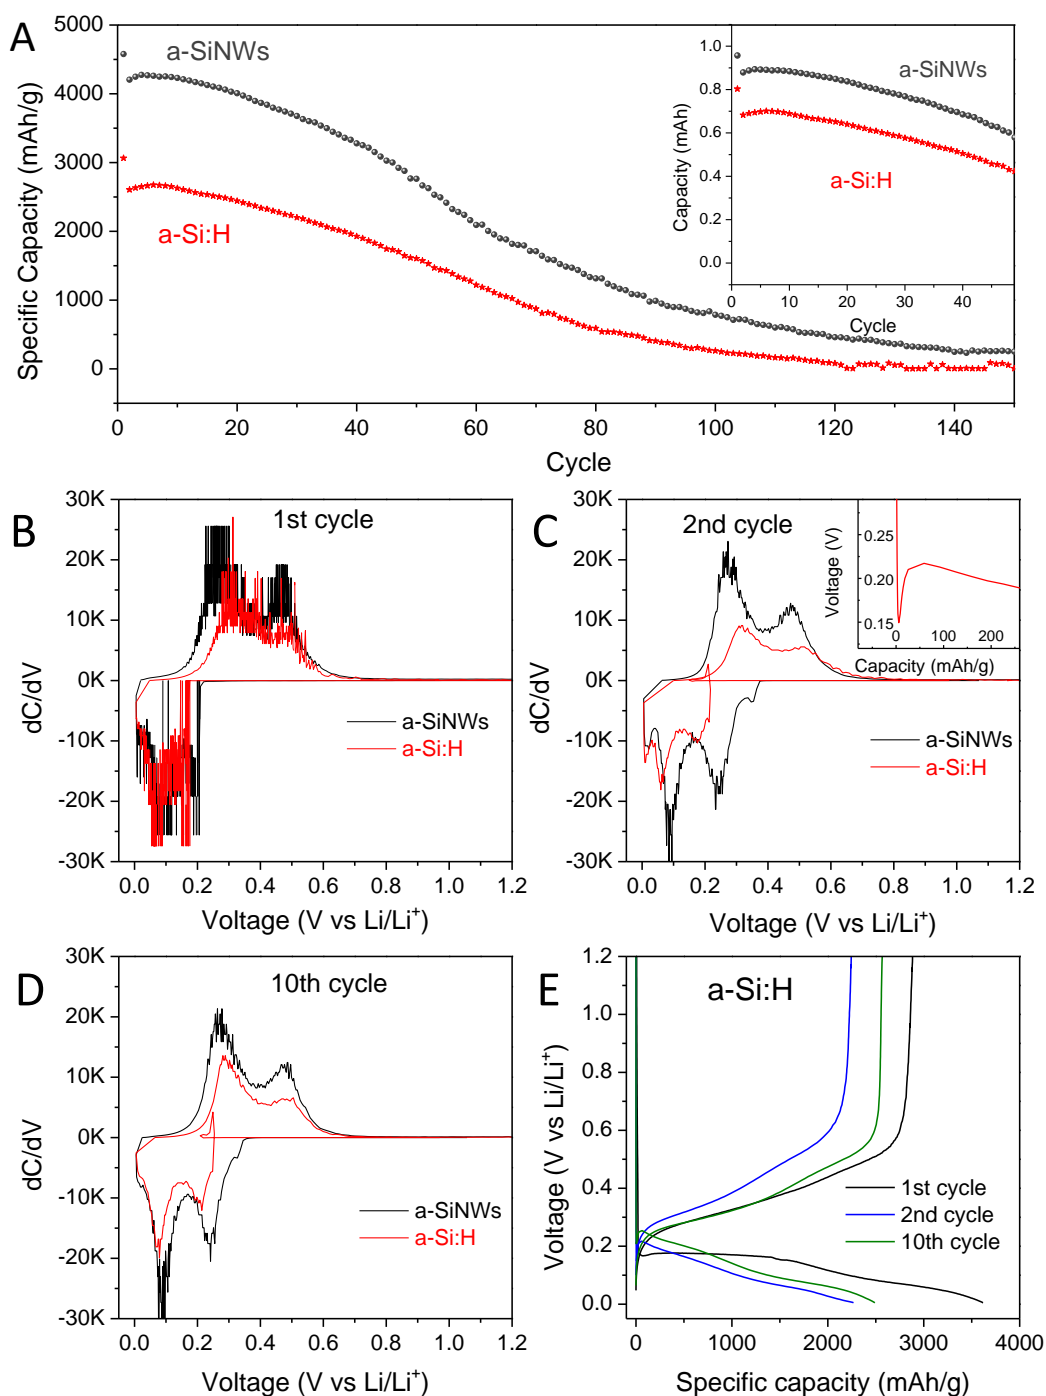 A
5000
4000
3000
2000
1000
0
Specific Capacity (mAh/g)
a-SiNWs
a-Si:H
0 20 40 60 80 100 120 140
Cycle
1.0
0.8
0.6
0.4
0.2
0.0
Capacity (mAh)
a-SiNWs
a-Si:H
0 10 20 30 40
Cycle
B
1st cycle
30K
20K
10K
0K
-10K
-20K
-30K
dC/dV
a-SiNWs
a-Si:H
0.0 0.2 0.4 0.6 0.8 1.0 1.2
Voltage (V vs Li/Li⁺)
C
2nd cycle
30K
20K
10K
0K
-10K
-20K
-30K
dC/dV
0.25
0.20
0.15
Voltage (V)
0 100 200
Capacity (mAh/g)
a-SiNWs
a-Si:H
0.0 0.2 0.4 0.6 0.8 1.0 1.2
Voltage (V vs Li/Li⁺)
D
10th cycle
30K
20K
10K
0K
-10K
-20K
-30K
dC/dV
a-SiNWs
a-Si:H
0.0 0.2 0.4 0.6 0.8 1.0 1.2
Voltage (V vs Li/Li⁺)
E
a-Si:H
1.2
1.0
0.8
0.6
0.4
0.2
0.0
Voltage (V vs Li/Li⁺)
1st cycle
2nd cycle
10th cycle
0 1000 2000 3000 4000
Specific capacity (mAh/g)